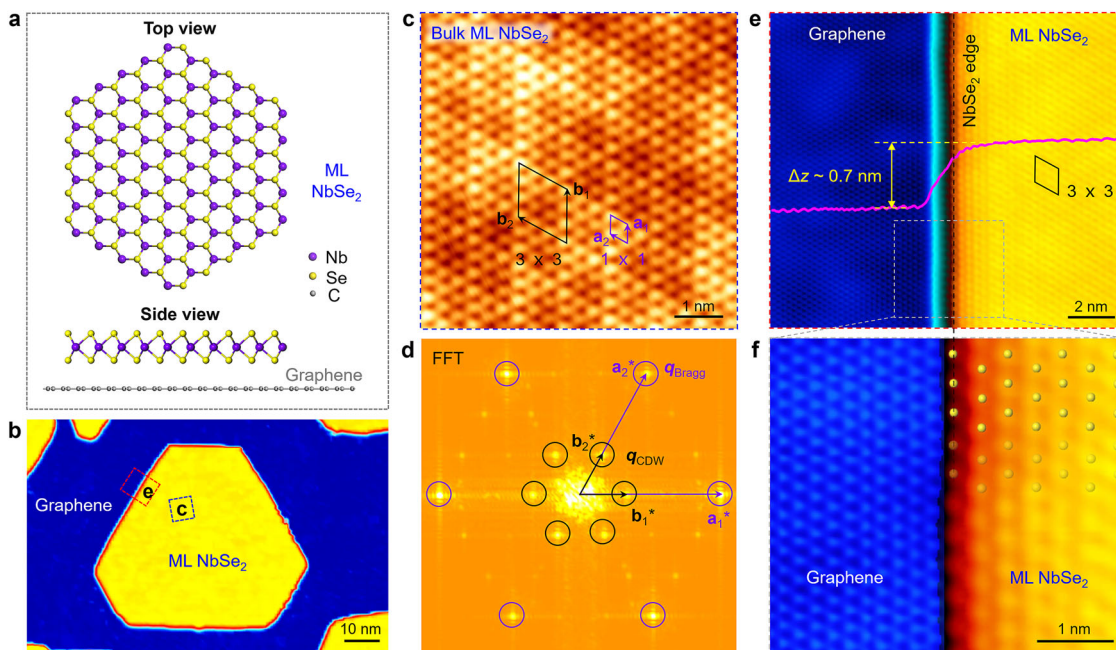 a
Top view
ML
NbSe₂
Nb
Se
C
Side view
Graphene
b
Graphene
e
c
ML NbSe₂
10 nm
c
Bulk ML NbSe₂
b₁
b₂
3 x 3
a₁
a₂
1 x 1
1 nm
d
FFT
a₂*
q_Bragg
b₂*
q_CDW
b₁*
a₁*
e
Graphene
NbSe₂ edge
ML NbSe₂
Δz ~ 0.7 nm
3 x 3
2 nm
f
Graphene
ML NbSe₂
1 nm